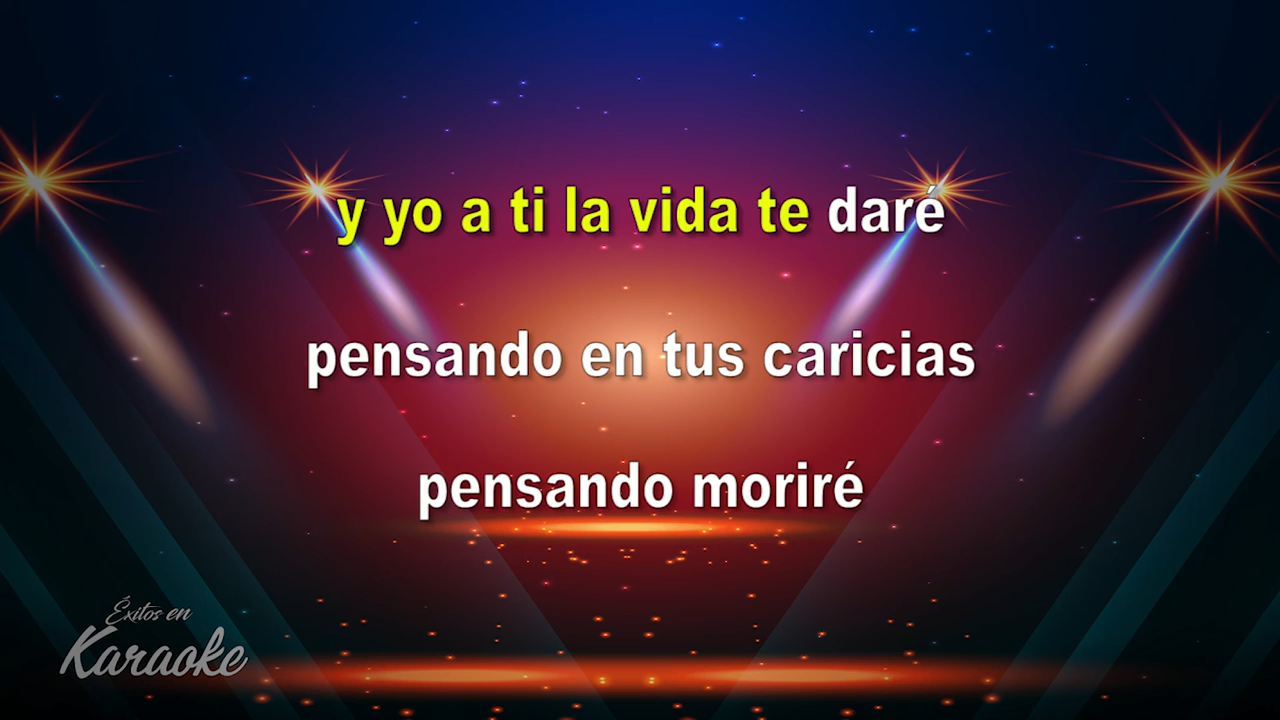 y yo a ti la vida te daré
pensando en tus caricias
pensando moriré
Éxitos en
Karaoke